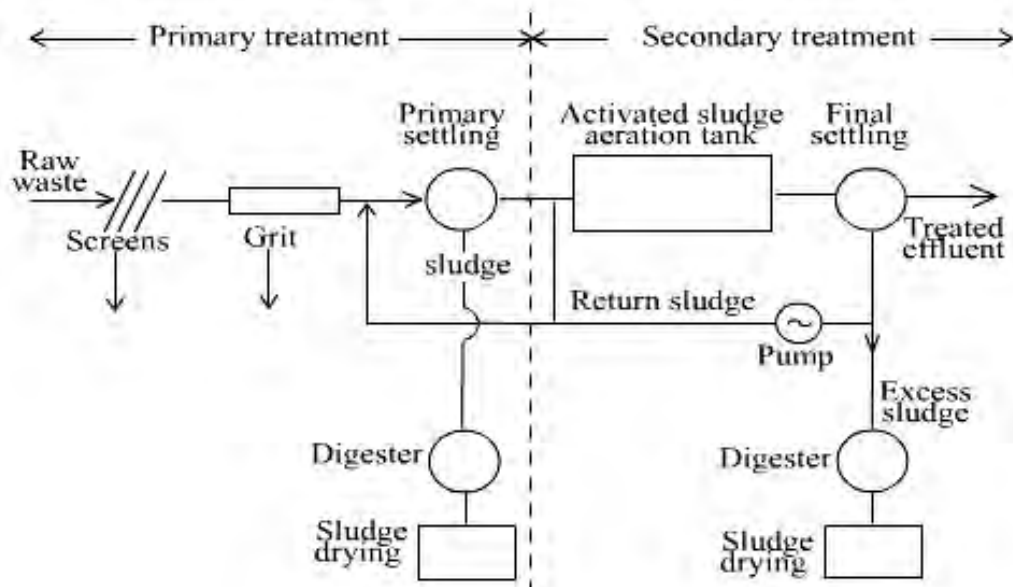 Primary treatment
Secondary treatment
Primary
settling
Activated sludge
aeration tank
Final
settling
Raw
waste
Screens
Grit
sludge
Treated
effluent
Return sludge
Pump
Excess
sludge
Digester
Digester
Sludge
drying
Sludge
drying